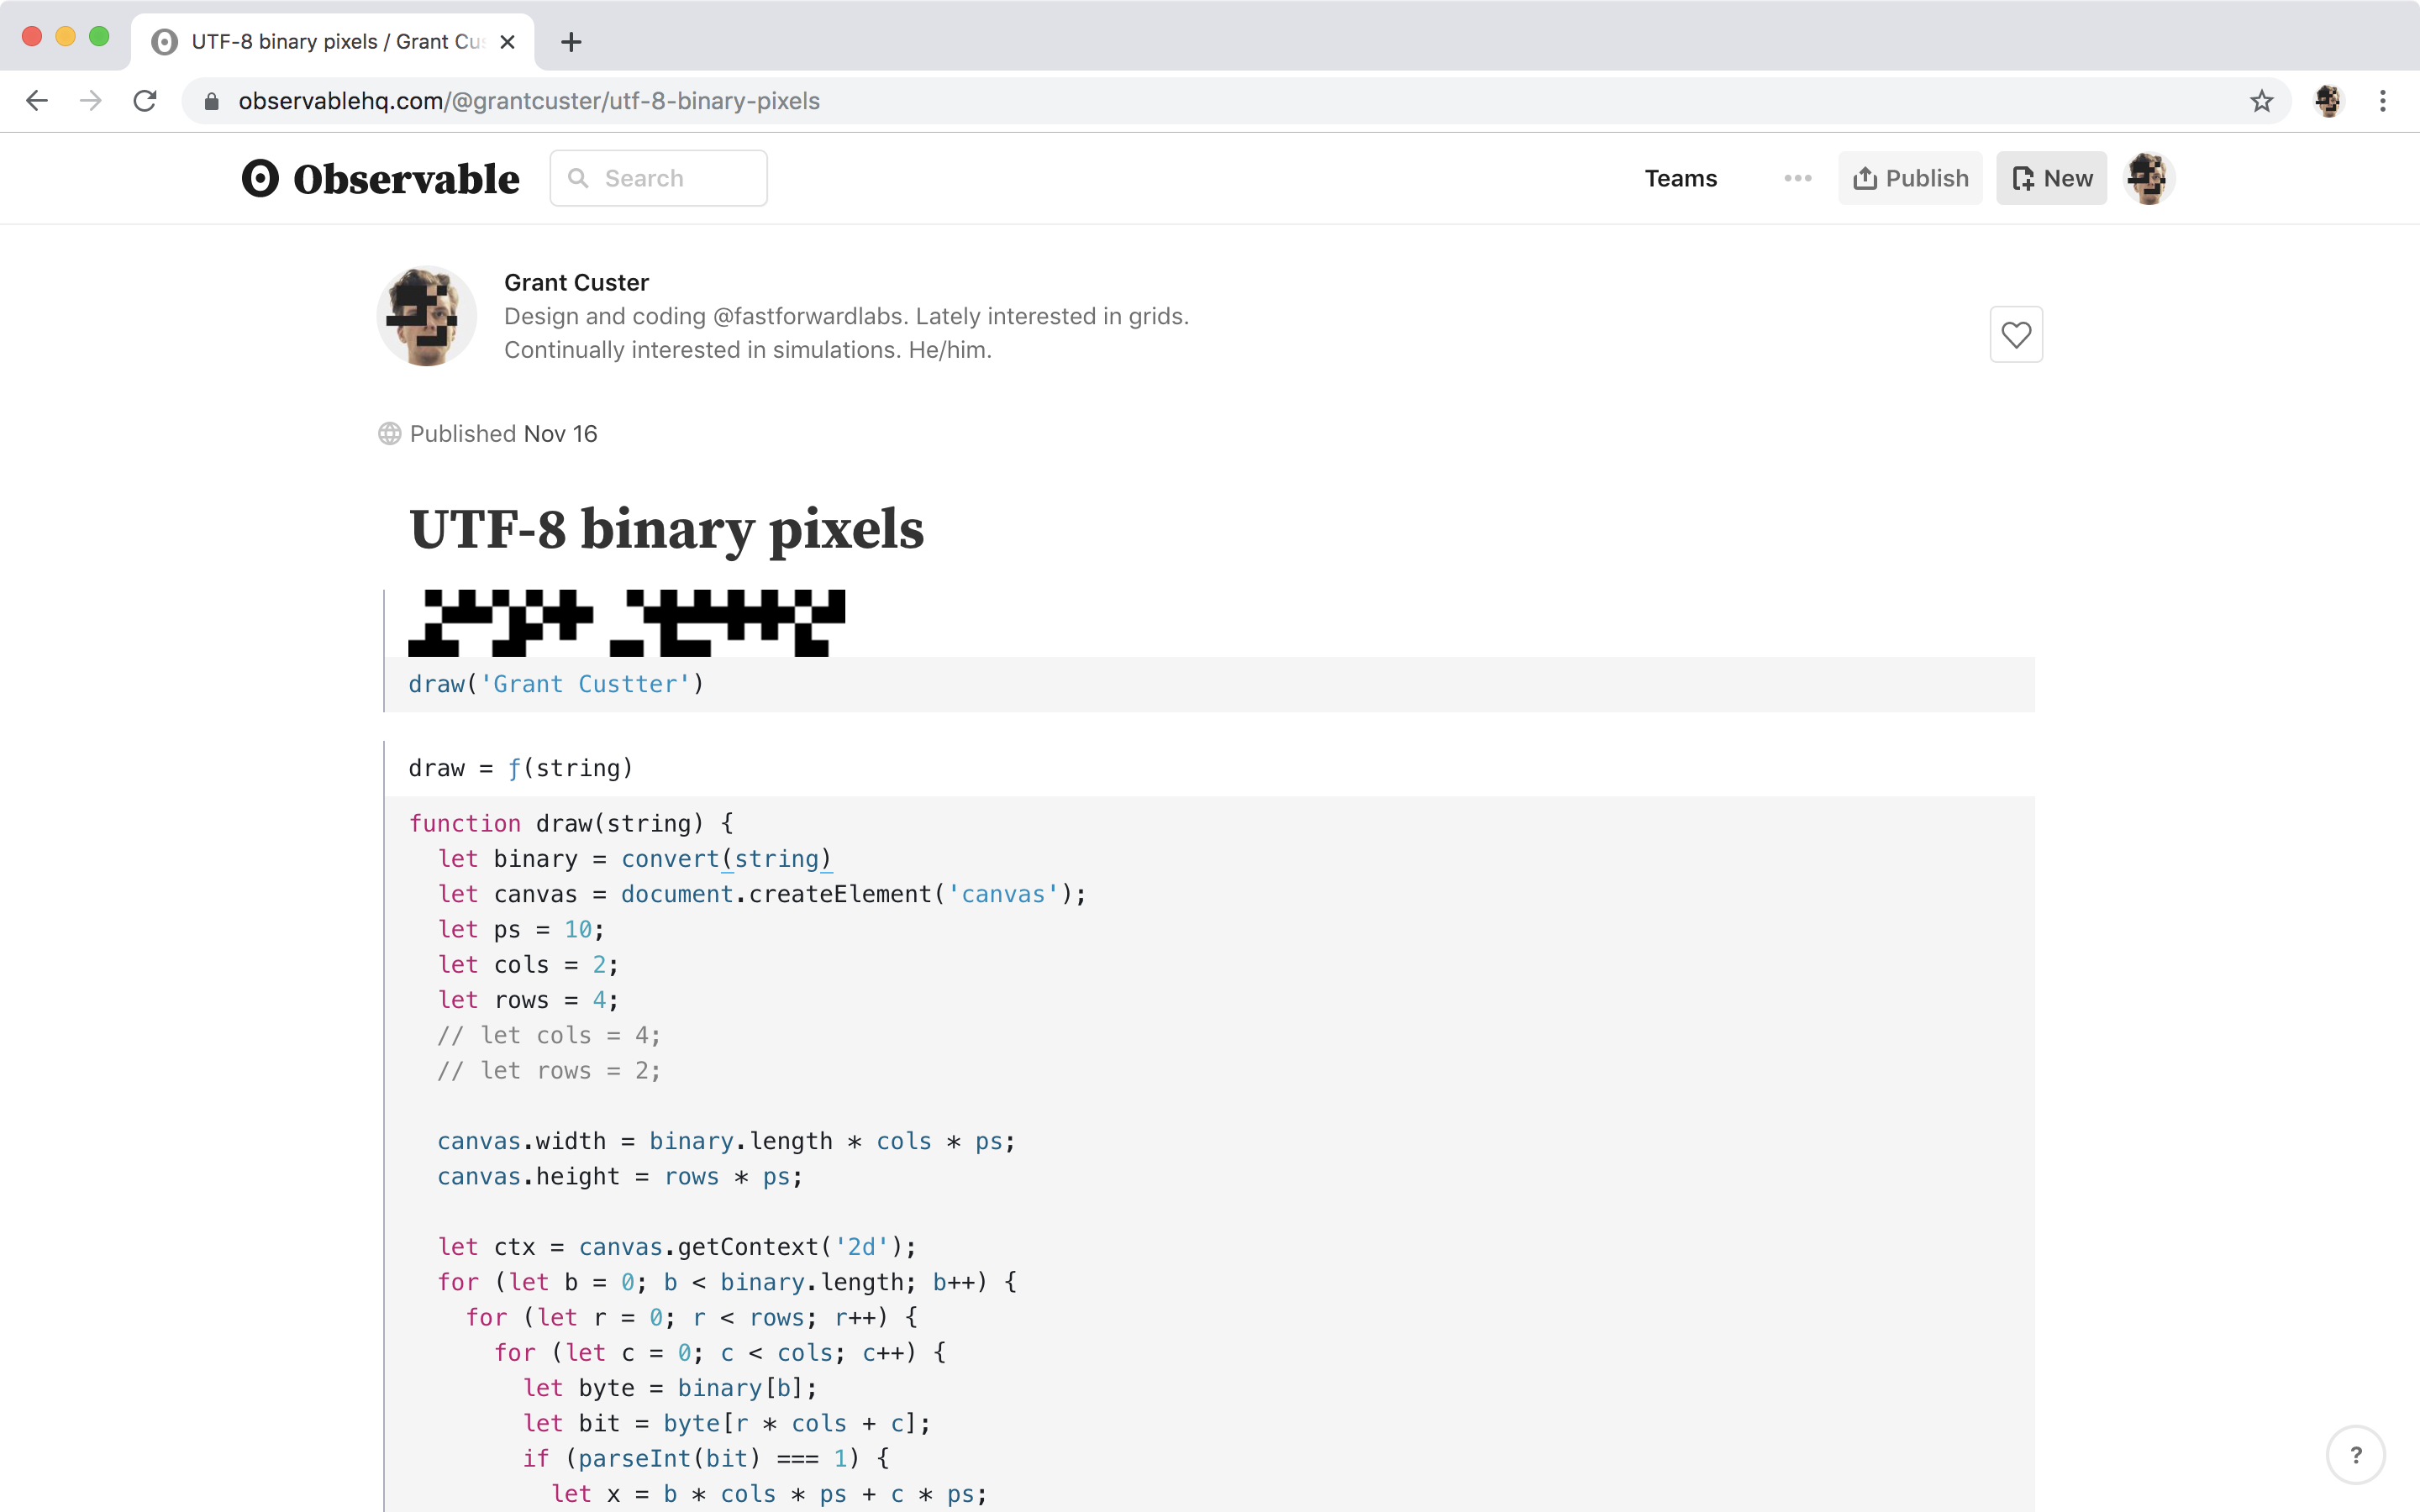 UTF-8 binary pixels / Grant Cus
observablehq.com/@grantcuster/utf-8-binary-pixels
Observable
Search
Teams
Publish
New
Grant Custer
Design and coding @fastforwardlabs. Lately interested in grids.
Continually interested in simulations. He/him.
Published Nov 16
UTF-8 binary pixels
draw('Grant Custter')
draw = ƒ(string)
function draw(string) {
  let binary = convert(string)
  let canvas = document.createElement('canvas');
  let ps = 10;
  let cols = 2;
  let rows = 4;
  // let cols = 4;
  // let rows = 2;
  canvas.width = binary.length * cols * ps;
  canvas.height = rows * ps;
  let ctx = canvas.getContext('2d');
  for (let b = 0; b < binary.length; b++) {
    for (let r = 0; r < rows; r++) {
      for (let c = 0; c < cols; c++) {
        let byte = binary[b];
        let bit = byte[r * cols + c];
        if (parseInt(bit) === 1) {
          let x = b * cols * ps + c * ps;
?